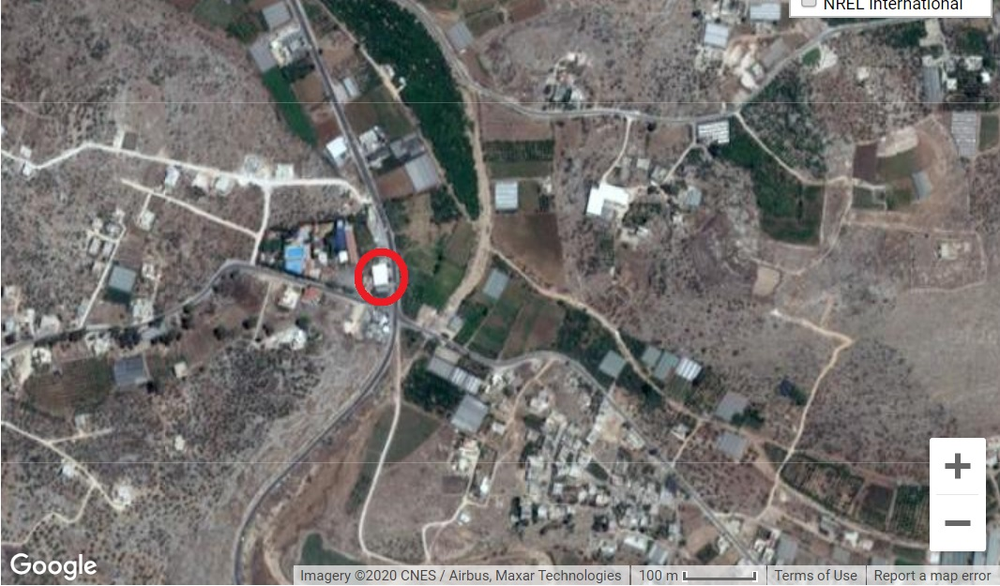 NREL International
+
−
Google
Imagery ©2020 CNES / Airbus, Maxar Technologies
100 m
Terms of Use
Report a map error